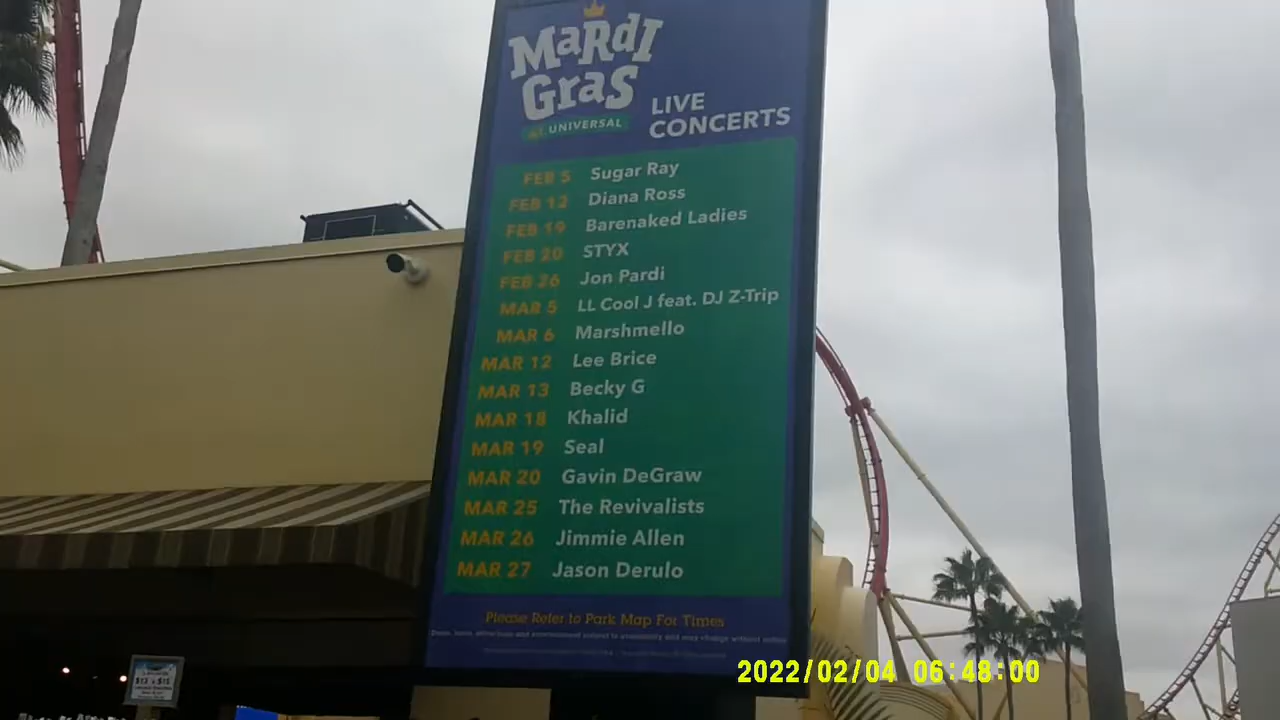 MaRdI
GraS
AT UNIVERSAL
LIVE
CONCERTS
FEB 5 Sugar Ray
FEB 12 Diana Ross
FEB 19 Barenaked Ladies
FEB 20 STYX
FEB 26 Jon Pardi
MAR 5 LL Cool J feat. DJ Z-Trip
MAR 6 Marshmello
MAR 12 Lee Brice
MAR 13 Becky G
MAR 18 Khalid
MAR 19 Seal
MAR 20 Gavin DeGraw
MAR 25 The Revivalists
MAR 26 Jimmie Allen
MAR 27 Jason Derulo
Please Refer to Park Map For Times
2022/02/04 06:48:00